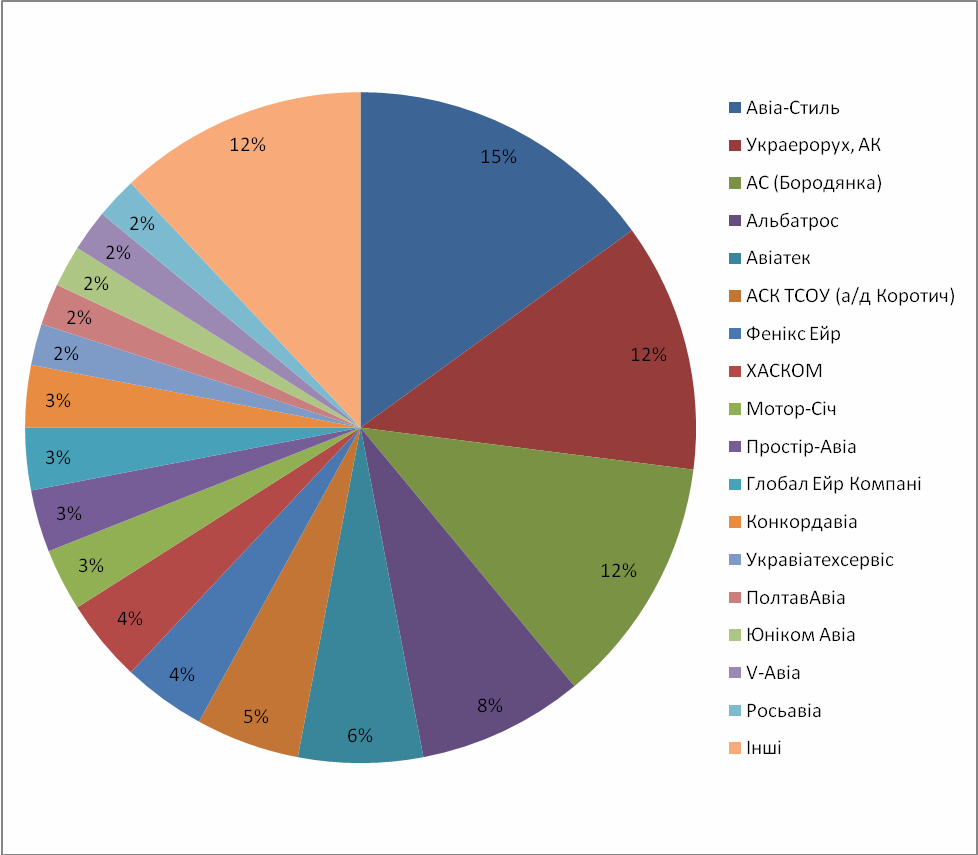 15%
12%
12%
8%
6%
5%
4%
4%
3%
3%
3%
3%
2%
2%
2%
2%
2%
12%
Авіа-Стиль
Украерорух, АК
АС (Бородянка)
Альбатрос
Авіатек
АСК ТСОУ (а/д Коротич)
Фенікс Ейр
ХАСКОМ
Мотор-Січ
Простір-Авіа
Глобал Ейр Компані
Конкордавіа
Укравіатехсервіс
ПолтавАвіа
Юніком Авіа
V-Авіа
Росьавіа
Інші